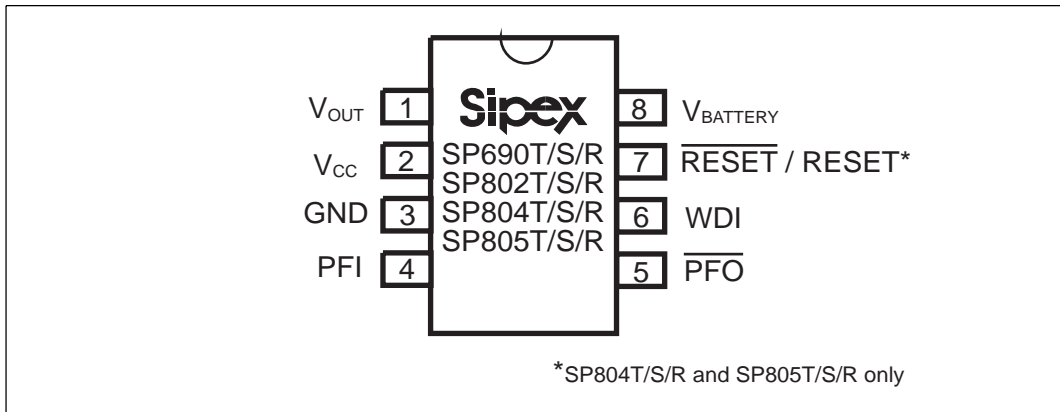 Sipex
SP690T/S/R
SP802T/S/R
SP804T/S/R
SP805T/S/R
VOUT 1
VCC 2
GND 3
PFI 4
8 VBATTERY
7 RESET / RESET*
6 WDI
5 PFO
*SP804T/S/R and SP805T/S/R only